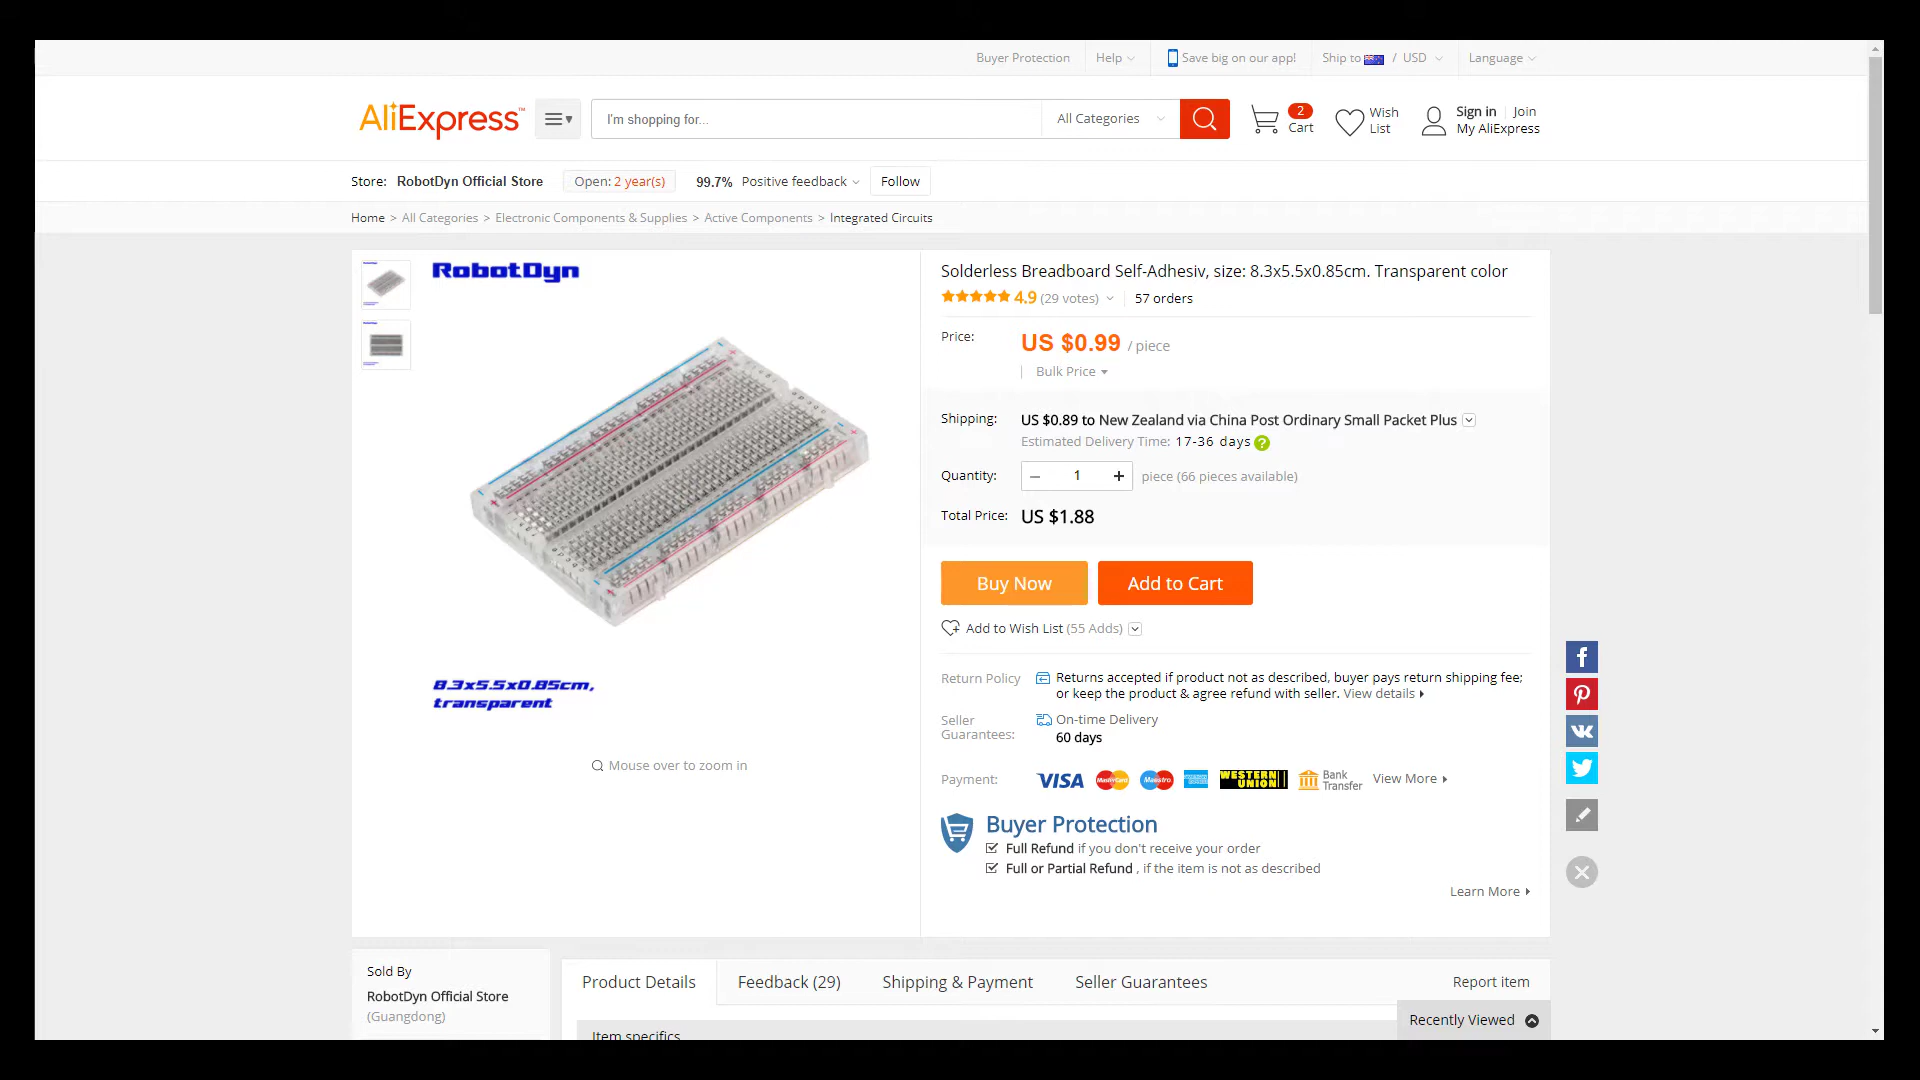 Buyer Protection Help Save big on our app! Ship to / USD Language
AliExpress™ I'm shopping for... All Categories 2 Cart Wish List Sign in Join My AliExpress
Store: RobotDyn Official Store Open: 2 year(s) 99.7% Positive feedback Follow
Home > All Categories > Electronic Components & Supplies > Active Components > Integrated Circuits
RobotDyn
8.3x5.5x0.85cm,
transparent
Mouse over to zoom in
Solderless Breadboard Self-Adhesiv, size: 8.3x5.5x0.85cm. Transparent color
4.9 (29 votes) 57 orders
Price: US $0.99 / piece
Bulk Price
Shipping: US $0.89 to New Zealand via China Post Ordinary Small Packet Plus
Estimated Delivery Time: 17-36 days ?
Quantity: – 1 + piece (66 pieces available)
Total Price: US $1.88
Buy Now Add to Cart
Add to Wish List (55 Adds)
Return Policy Returns accepted if product not as described, buyer pays return shipping fee;
or keep the product & agree refund with seller. View details
Seller Guarantees: On-time Delivery
60 days
Payment: VISA MasterCard Maestro WESTERN UNION Bank Transfer View More
Buyer Protection
Full Refund if you don't receive your order
Full or Partial Refund , if the item is not as described
Learn More
Sold By
RobotDyn Official Store
(Guangdong)
Product Details Feedback (29) Shipping & Payment Seller Guarantees Report item
Item specifics
Recently Viewed